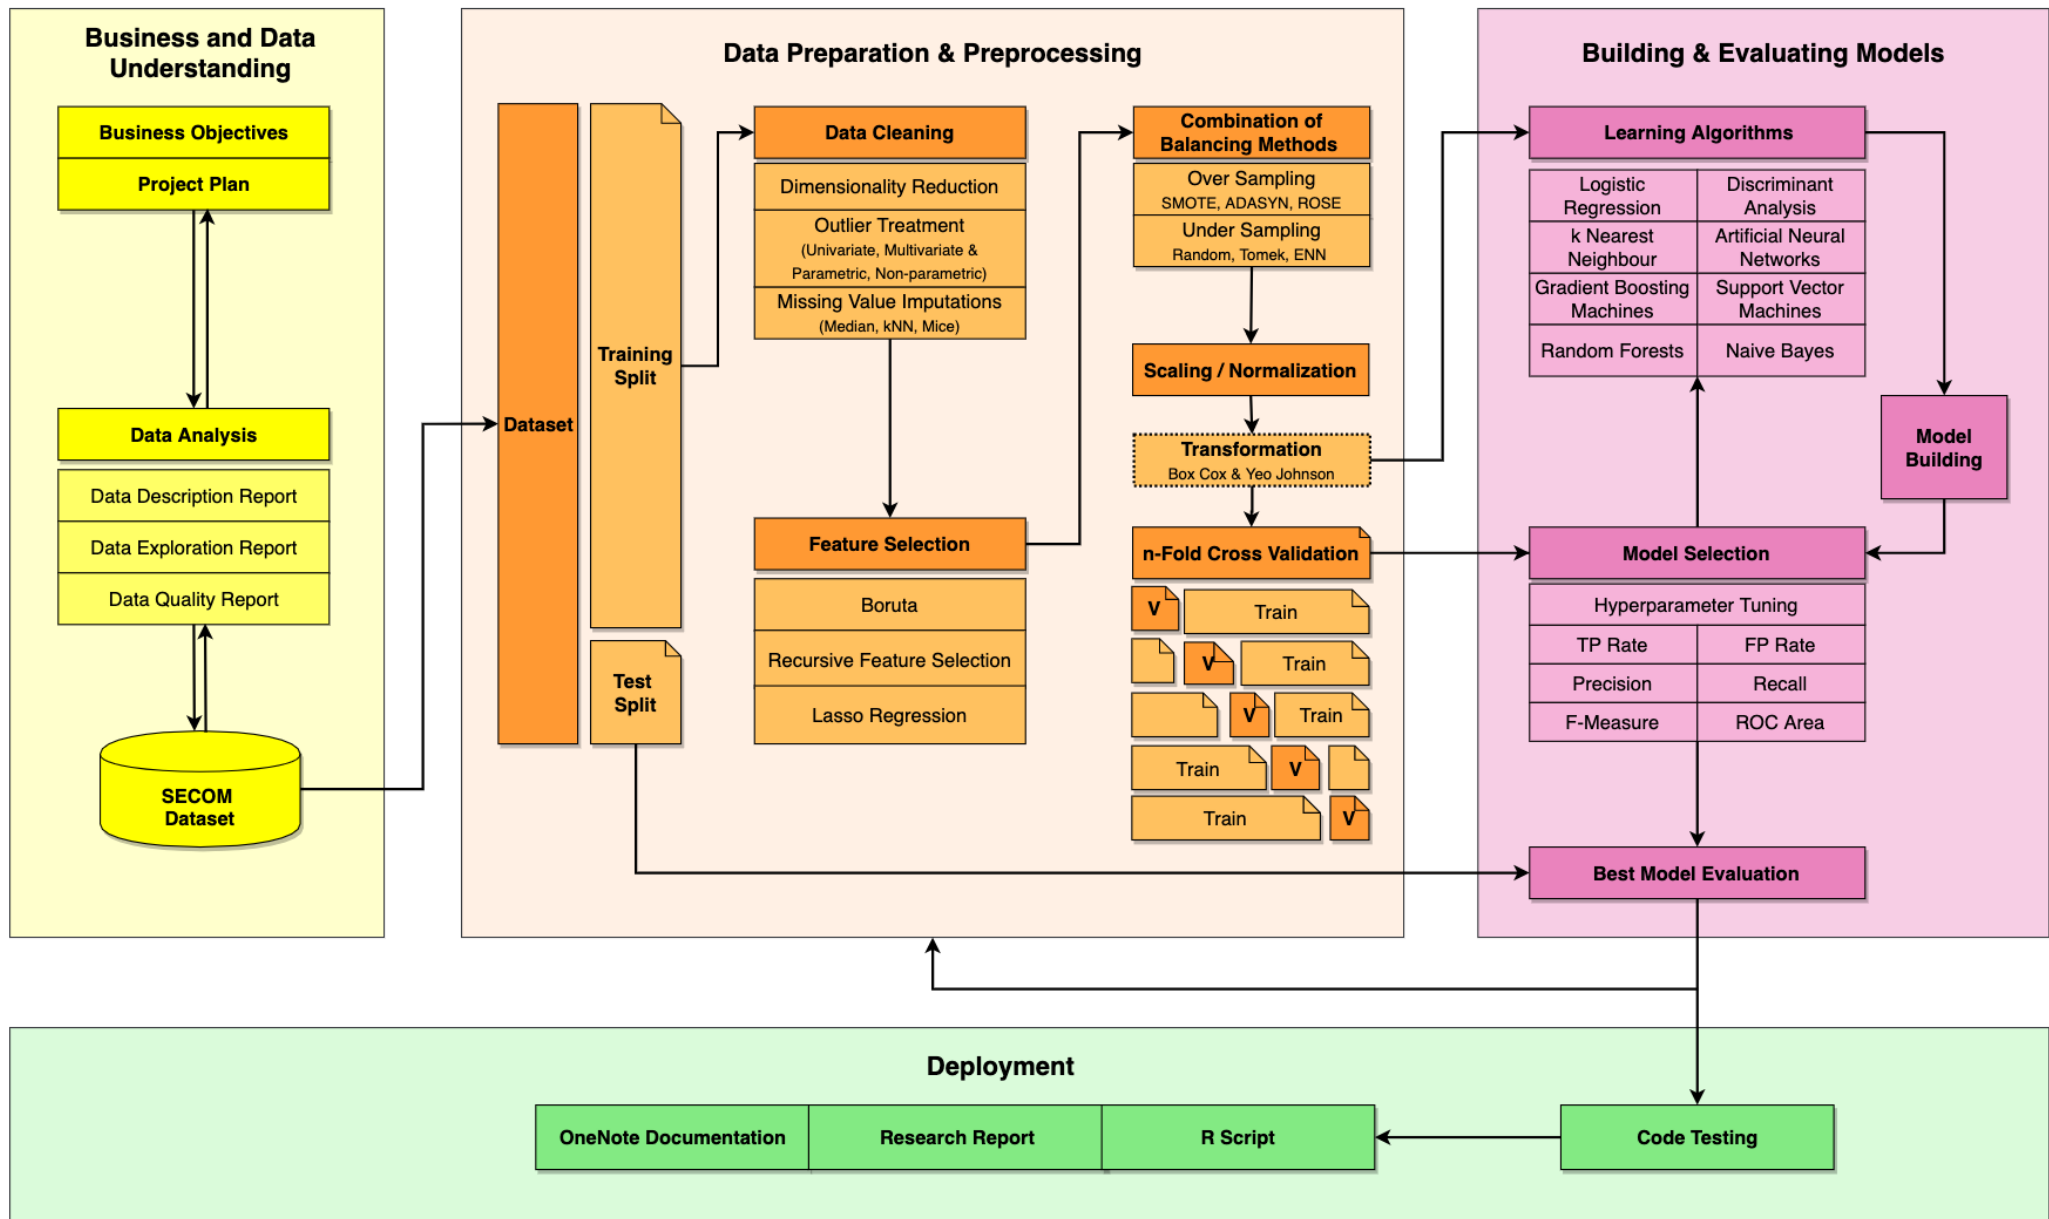 Business and Data
Understanding
Business Objectives
Project Plan
Data Analysis
Data Description Report
Data Exploration Report
Data Quality Report
SECOM
Dataset
Data Preparation & Preprocessing
Dataset
Training
Split
Test
Split
Data Cleaning
Dimensionality Reduction
Outlier Treatment
(Univariate, Multivariate &
Parametric, Non-parametric)
Missing Value Imputations
(Median, kNN, Mice)
Feature Selection
Boruta
Recursive Feature Selection
Lasso Regression
Combination of
Balancing Methods
Over Sampling
SMOTE, ADASYN, ROSE
Under Sampling
Random, Tomek, ENN
Scaling / Normalization
Transformation
Box Cox & Yeo Johnson
n-Fold Cross Validation
V Train
V Train
V Train
Train V
Train V
Building & Evaluating Models
Learning Algorithms
Logistic
Regression
Discriminant
Analysis
k Nearest
Neighbour
Artificial Neural
Networks
Gradient Boosting
Machines
Support Vector
Machines
Random Forests
Naive Bayes
Model
Building
Model Selection
Hyperparameter Tuning
TP Rate
FP Rate
Precision
Recall
F-Measure
ROC Area
Best Model Evaluation
Deployment
OneNote Documentation
Research Report
R Script
Code Testing